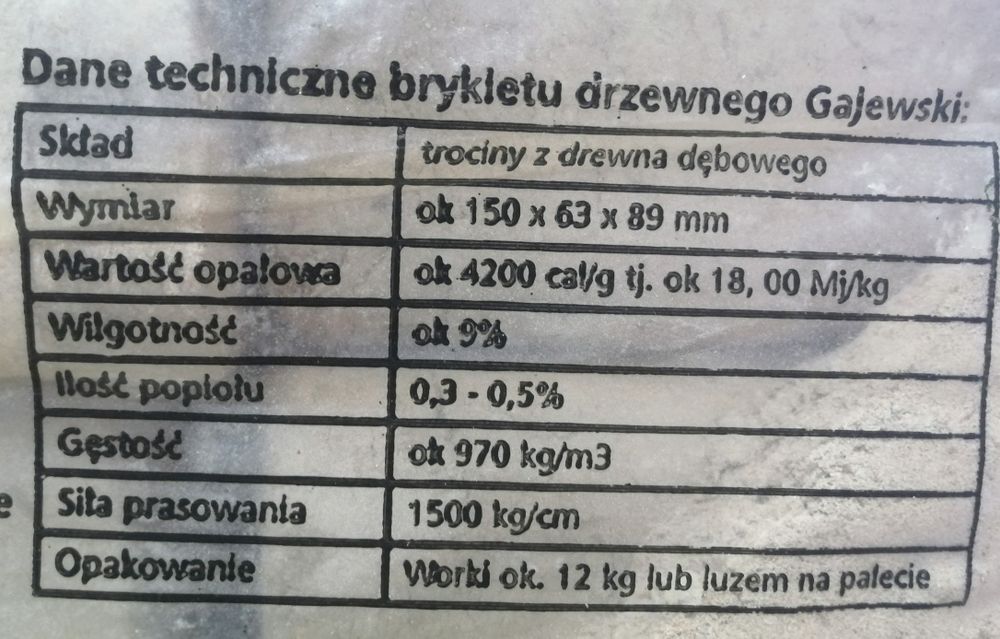 Dane techniczne brykietu drzewnego Gajewski:
Skład trociny z drewna dębowego
Wymiar ok 150 x 63 x 89 mm
Wartość opałowa ok 4200 cal/g tj. ok 18, 00 Mj/kg
Wilgotność ok 9%
Ilość popiołu 0,3 - 0,5%
Gęstość ok 970 kg/m3
e
Siła prasowania 1500 kg/cm
Opakowanie Worki ok. 12 kg lub luzem na palecie